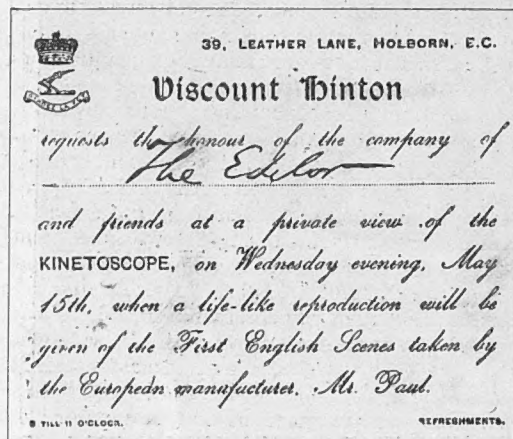 39, LEATHER LANE, HOLBORN, E.C.
Viscount Hinton
requests the honour of the company of
The Editor
and friends at a private view of the
KINETOSCOPE, on Wednesday evening, May
15th, when a life-like reproduction will be
given of the First English Scenes taken by
the European manufacturer, Mr. Paul.
TILL 11 O'CLOCK. REFRESHMENTS.